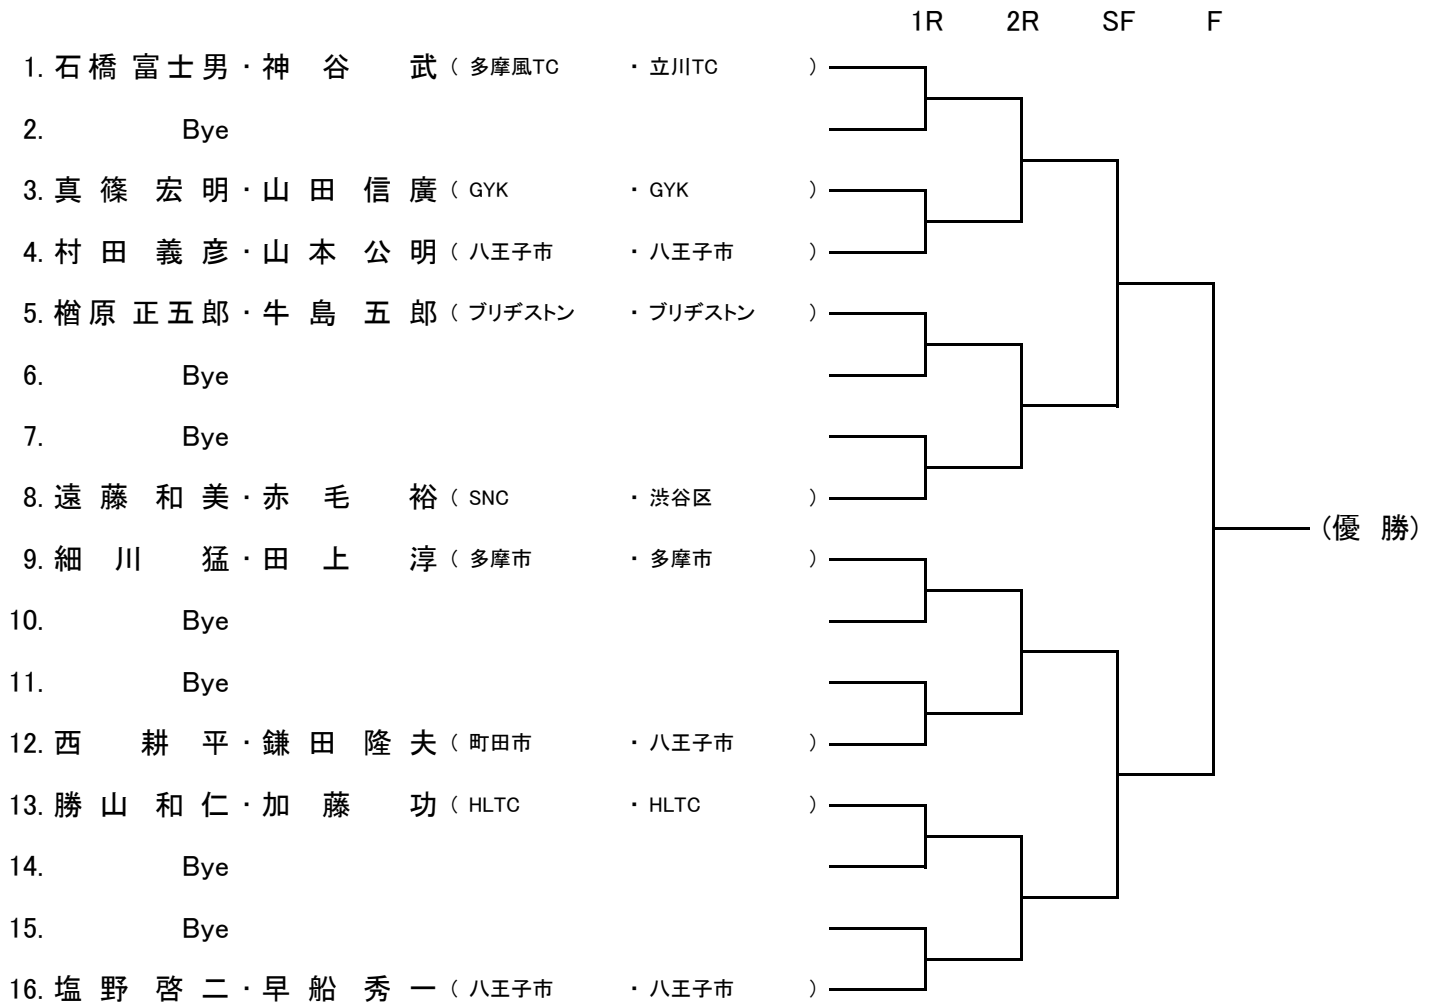 1R 2R SF F
1. 石橋 富士男・神谷 武 ( 多摩風TC ・ 立川TC )
2. Bye
3. 真篠 宏明・山田 信廣 ( GYK ・ GYK )
4. 村田 義彦・山本 公明 ( 八王子市 ・ 八王子市 )
5. 楢原 正五郎・牛島 五郎 ( ブリヂストン ・ ブリヂストン )
6. Bye
7. Bye
8. 遠藤 和美・赤毛 裕 ( SNC ・ 渋谷区 )
(優 勝)
9. 細川 猛・田上 淳 ( 多摩市 ・ 多摩市 )
10. Bye
11. Bye
12. 西 耕平・鎌田 隆夫 ( 町田市 ・ 八王子市 )
13. 勝山 和仁・加藤 功 ( HLTC ・ HLTC )
14. Bye
15. Bye
16. 塩野 啓二・早船 秀一 ( 八王子市 ・ 八王子市 )